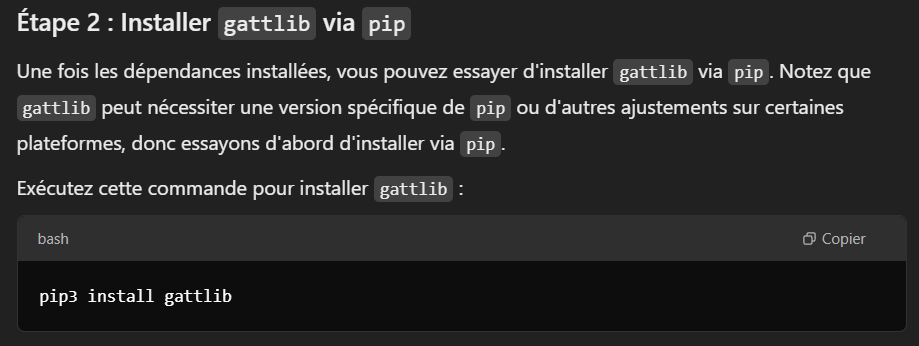 Étape 2 : Installer gattlib via pip
Une fois les dépendances installées, vous pouvez essayer d'installer gattlib via pip. Notez que
gattlib peut nécessiter une version spécifique de pip ou d'autres ajustements sur certaines
plateformes, donc essayons d'abord d'installer via pip.
Exécutez cette commande pour installer gattlib :
bash
Copier
pip3 install gattlib